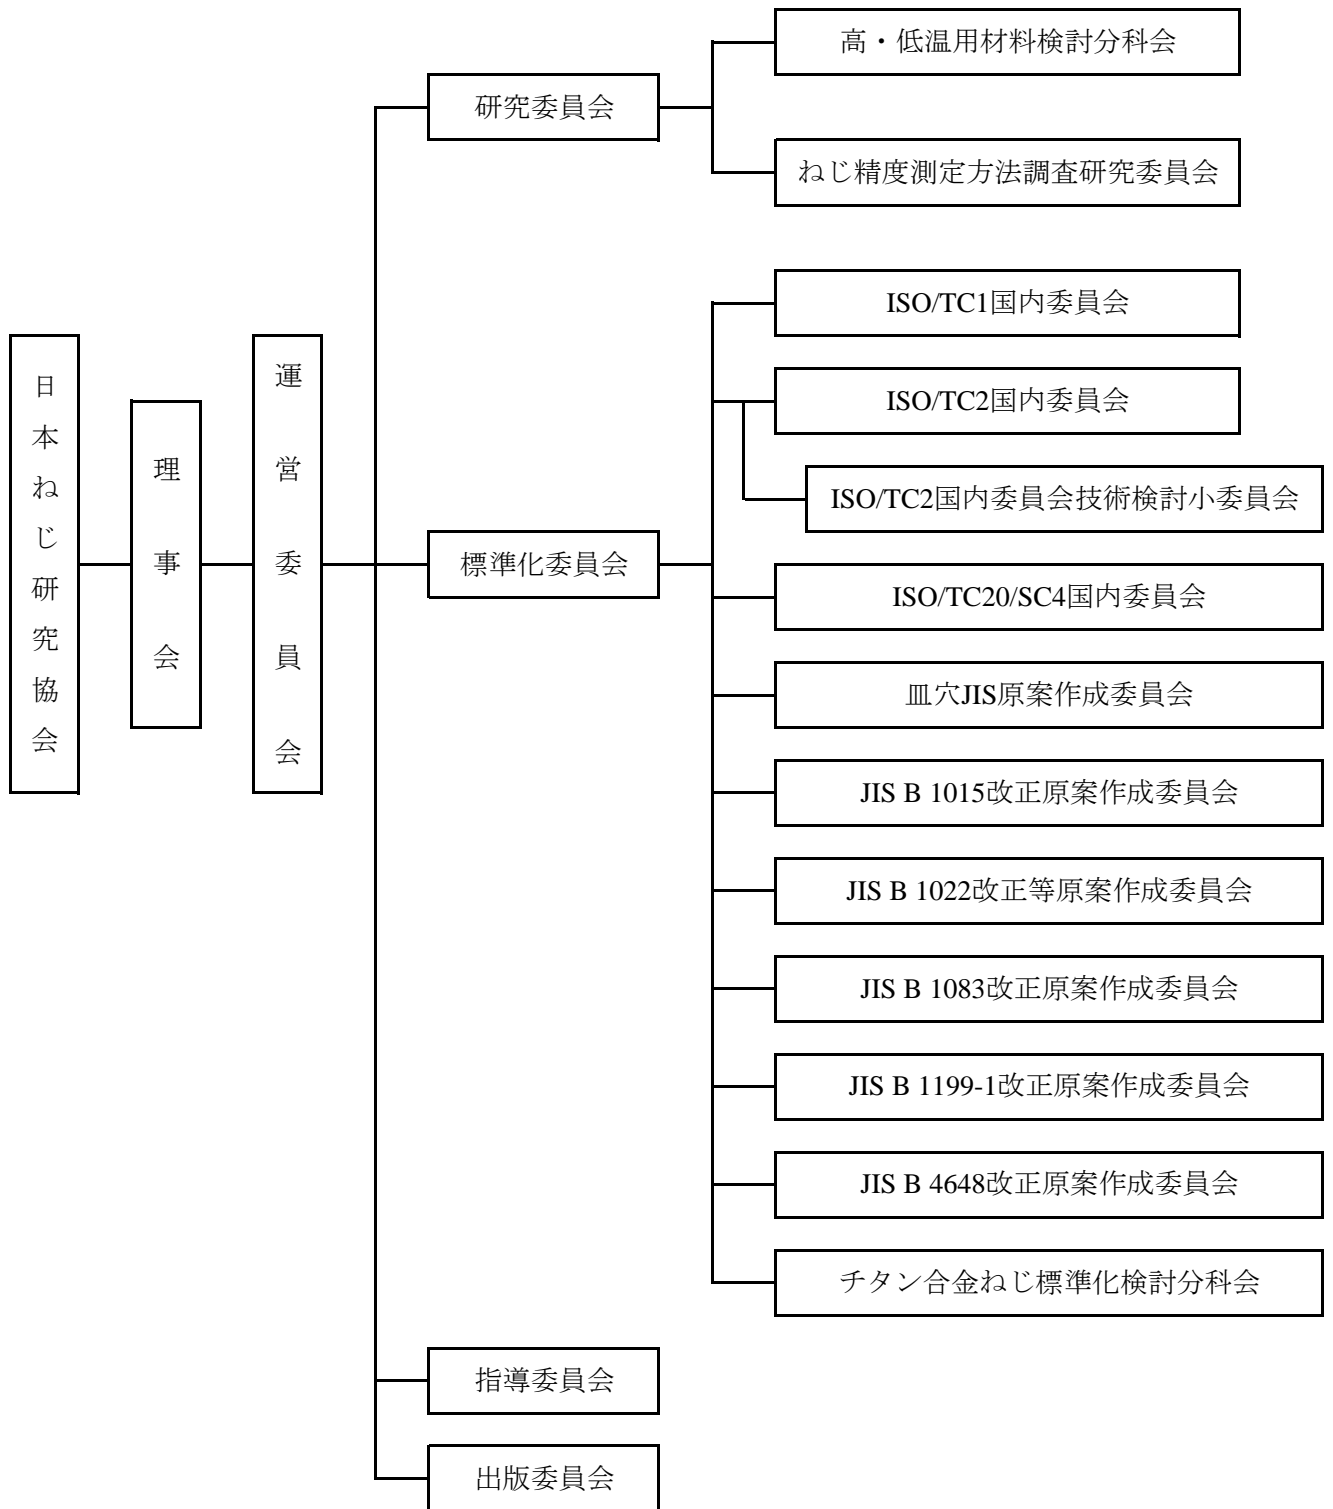 日本ねじ研究協会
理事会
運営委員会
研究委員会
高・低温用材料検討分科会
ねじ精度測定方法調査研究委員会
標準化委員会
ISO/TC1国内委員会
ISO/TC2国内委員会
ISO/TC2国内委員会技術検討小委員会
ISO/TC20/SC4国内委員会
皿穴JIS原案作成委員会
JIS B 1015改正原案作成委員会
JIS B 1022改正等原案作成委員会
JIS B 1083改正原案作成委員会
JIS B 1199-1改正原案作成委員会
JIS B 4648改正原案作成委員会
チタン合金ねじ標準化検討分科会
指導委員会
出版委員会